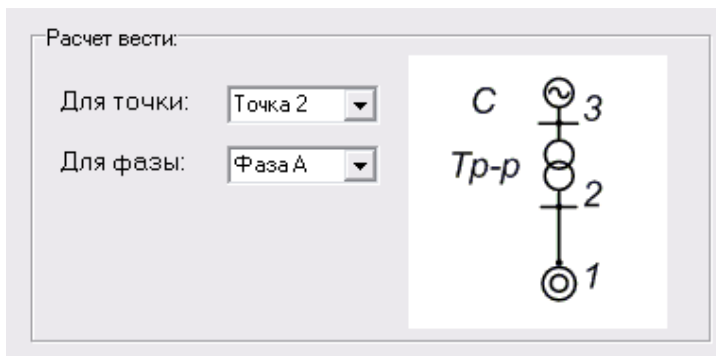 Расчет вести:
Для точки: Точка 2
Для фазы: Фаза А
С 3
Тр-р 2
1